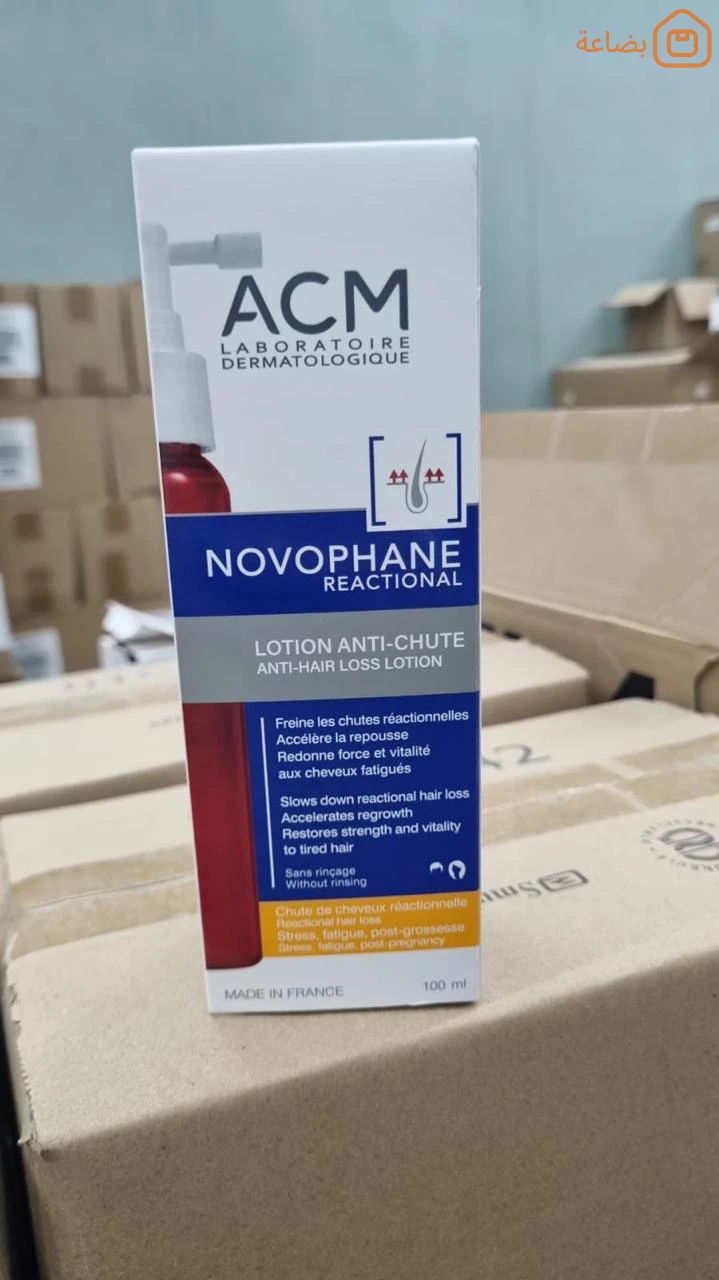 بضاعة
ACM
LABORATOIRE
DERMATOLOGIQUE
NOVOPHANE
REACTIONAL
LOTION ANTI-CHUTE
ANTI-HAIR LOSS LOTION
Freine les chutes réactionnelles
Accélère la repousse
Redonne force et vitalité
aux cheveux fatigués
Slows down reactional hair loss
Accelerates regrowth
Restores strength and vitality
to tired hair
Sans rinçage
Without rinsing
Chute de cheveux réactionnelle
Reactional hair loss
Stress, fatigue, post-grossesse
Stress, fatigue, post-pregnancy
MADE IN FRANCE
100 ml